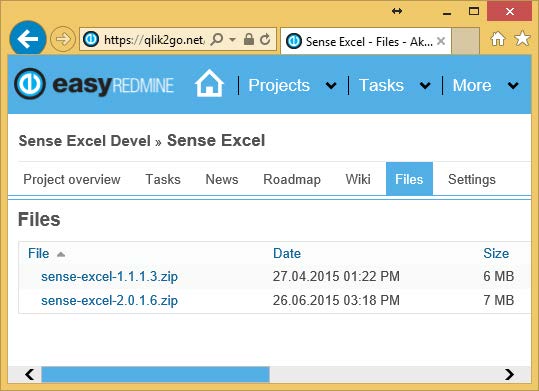 https://qlik2go.net/
Sense Excel - Files - Ak...
easyREDMINE
Projects
Tasks
More
Sense Excel Devel » Sense Excel
Project overview Tasks News Roadmap Wiki Files Settings
Files
File Date Size
sense-excel-1.1.1.3.zip 27.04.2015 01:22 PM 6 MB
sense-excel-2.0.1.6.zip 26.06.2015 03:18 PM 7 MB